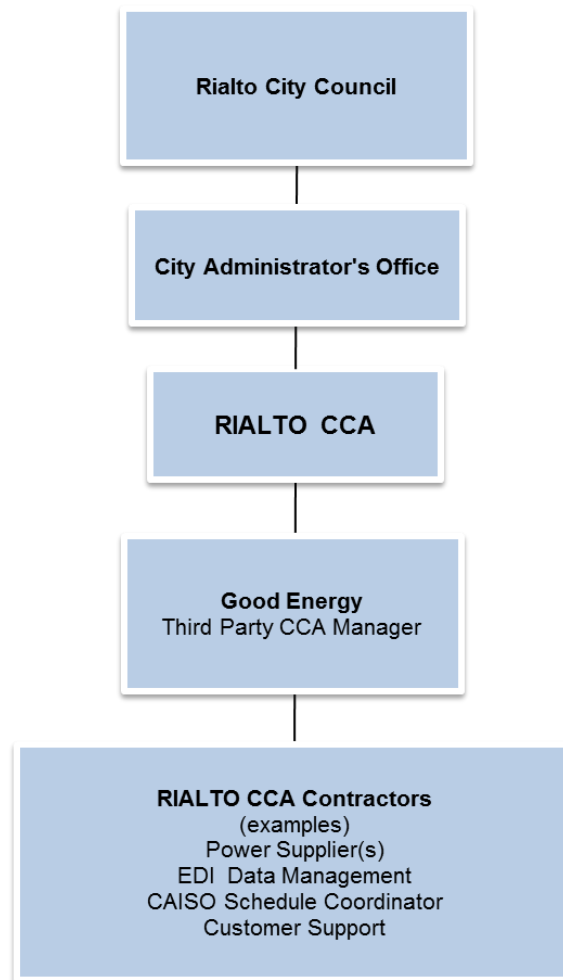 Rialto City Council
City Administrator's Office
RIALTO CCA
Good Energy
Third Party CCA Manager
RIALTO CCA Contractors
(examples)
Power Supplier(s)
EDI Data Management
CAISO Schedule Coordinator
Customer Support